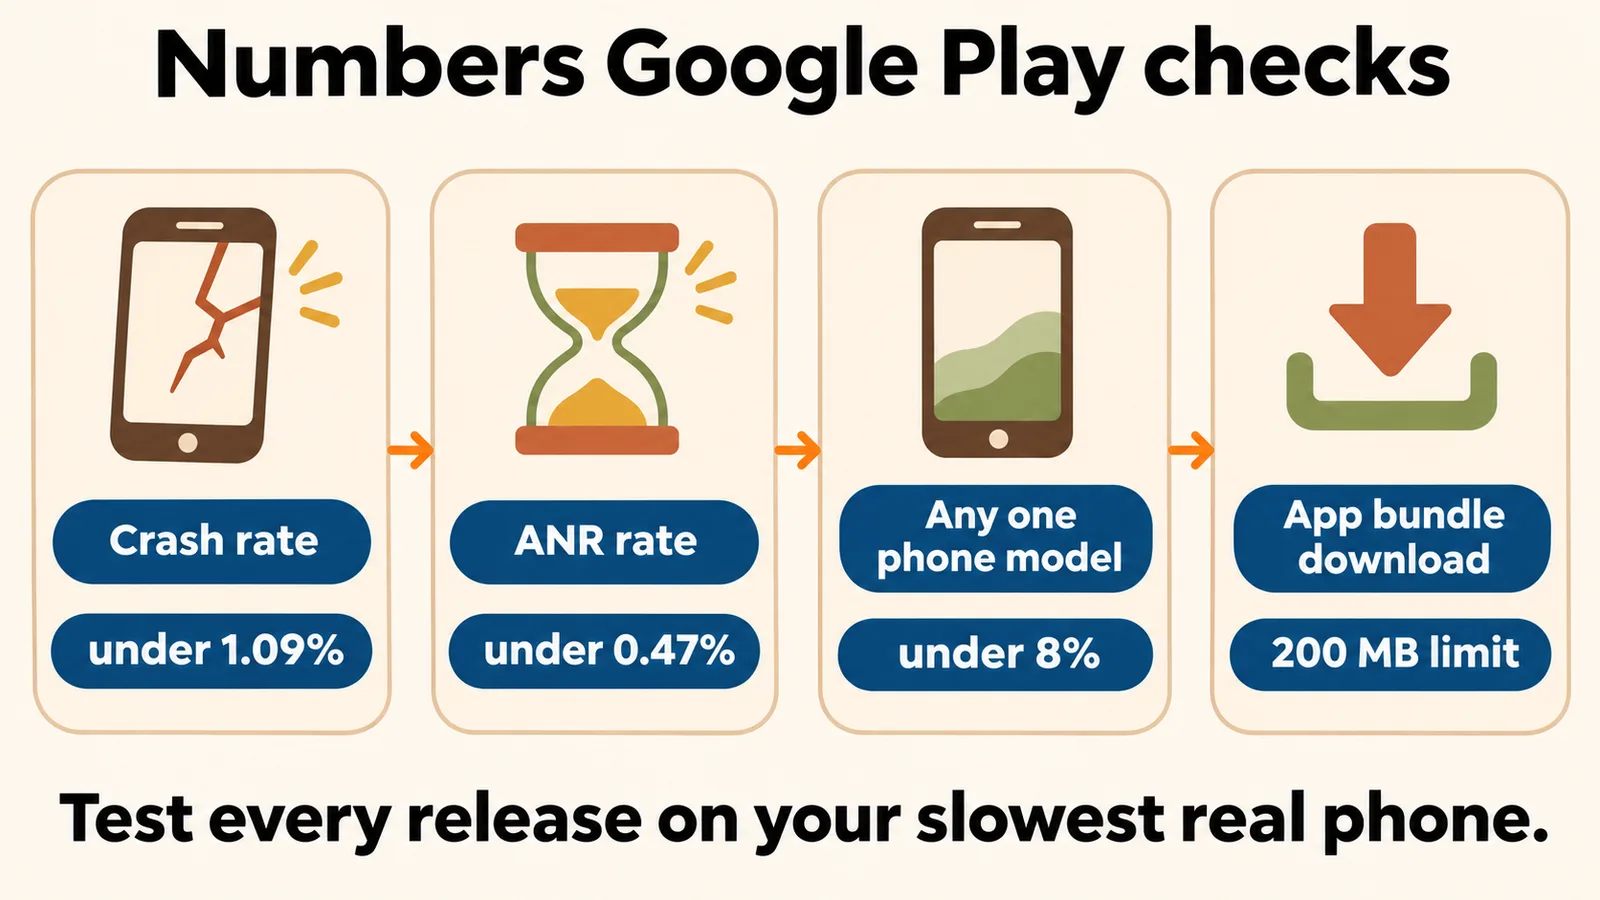 Numbers Google Play checks
Crash rate
under 1.09%
ANR rate
under 0.47%
Any one
phone model
under 8%
App bundle
download
200 MB limit
Test every release on your slowest real phone.